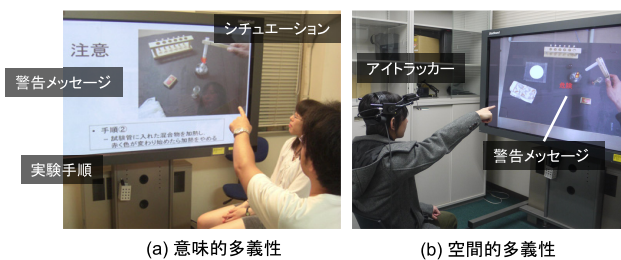 シチュエーション
注意
警告メッセージ
• 手順②
– 試験管に入れた混合物を加熱し、
赤く色が変わり始めたら加熱をやめる
実験手順
アイトラッカー
警告メッセージ
(a) 意味的多義性
(b) 空間的多義性